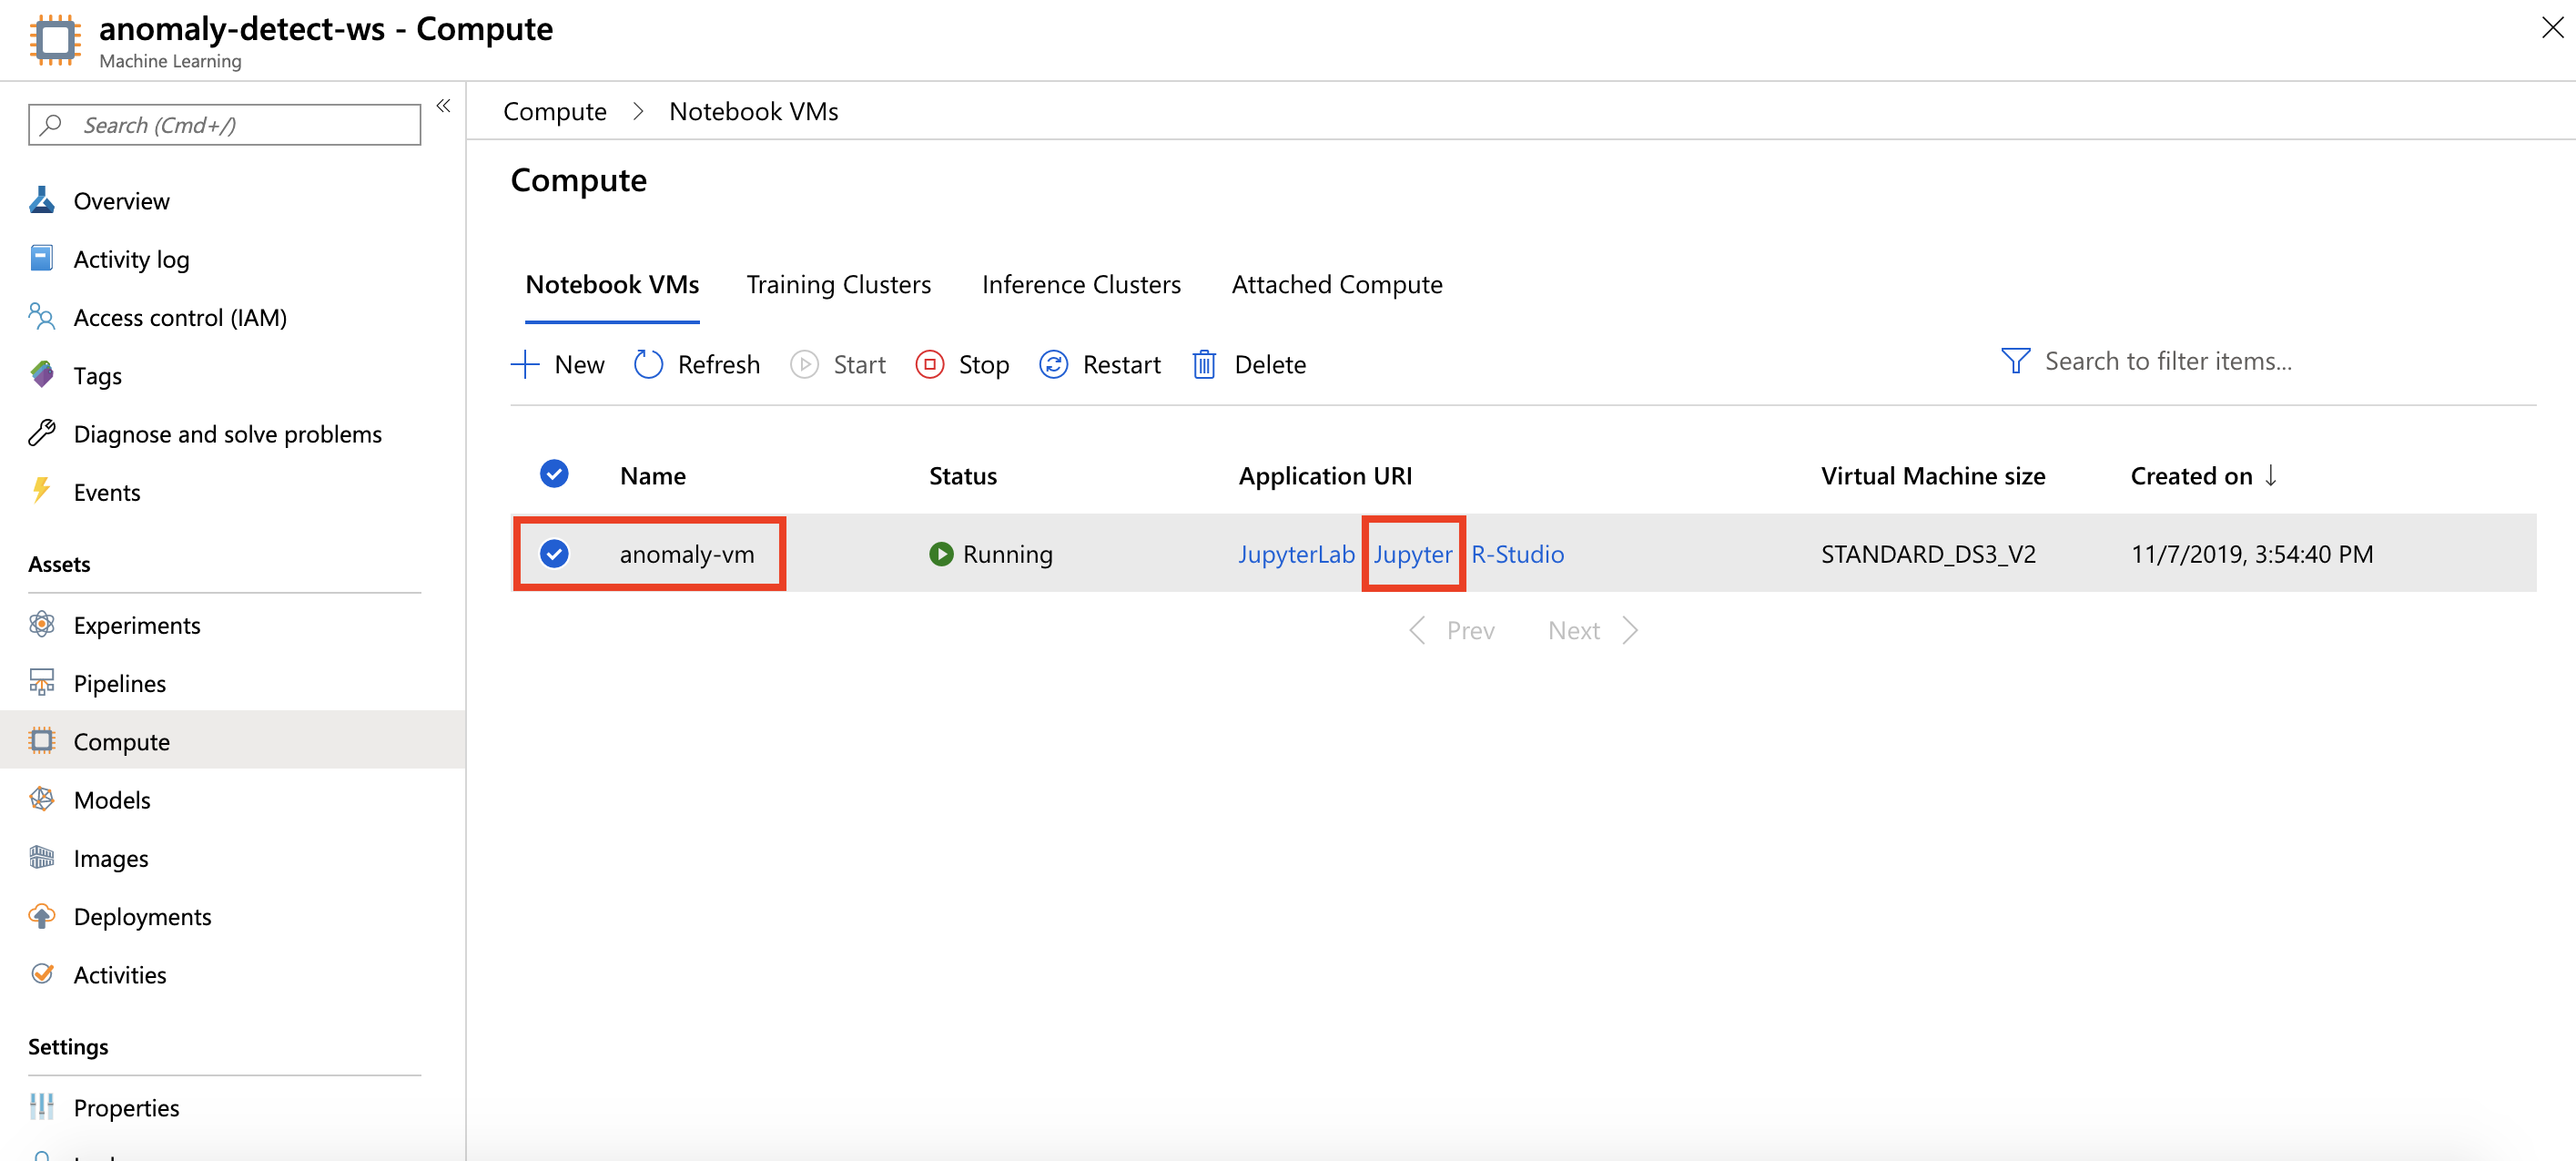 anomaly-detect-ws - Compute
Machine Learning
Search (Cmd+/)
Overview
Activity log
Access control (IAM)
Tags
Diagnose and solve problems
Events
Assets
Experiments
Pipelines
Compute
Models
Images
Deployments
Activities
Settings
Properties
Compute > Notebook VMs
Compute
Notebook VMs Training Clusters Inference Clusters Attached Compute
New Refresh Start Stop Restart Delete Search to filter items...
Name Status Application URI Virtual Machine size Created on ↓
anomaly-vm Running JupyterLab Jupyter R-Studio STANDARD_DS3_V2 11/7/2019, 3:54:40 PM
Prev Next